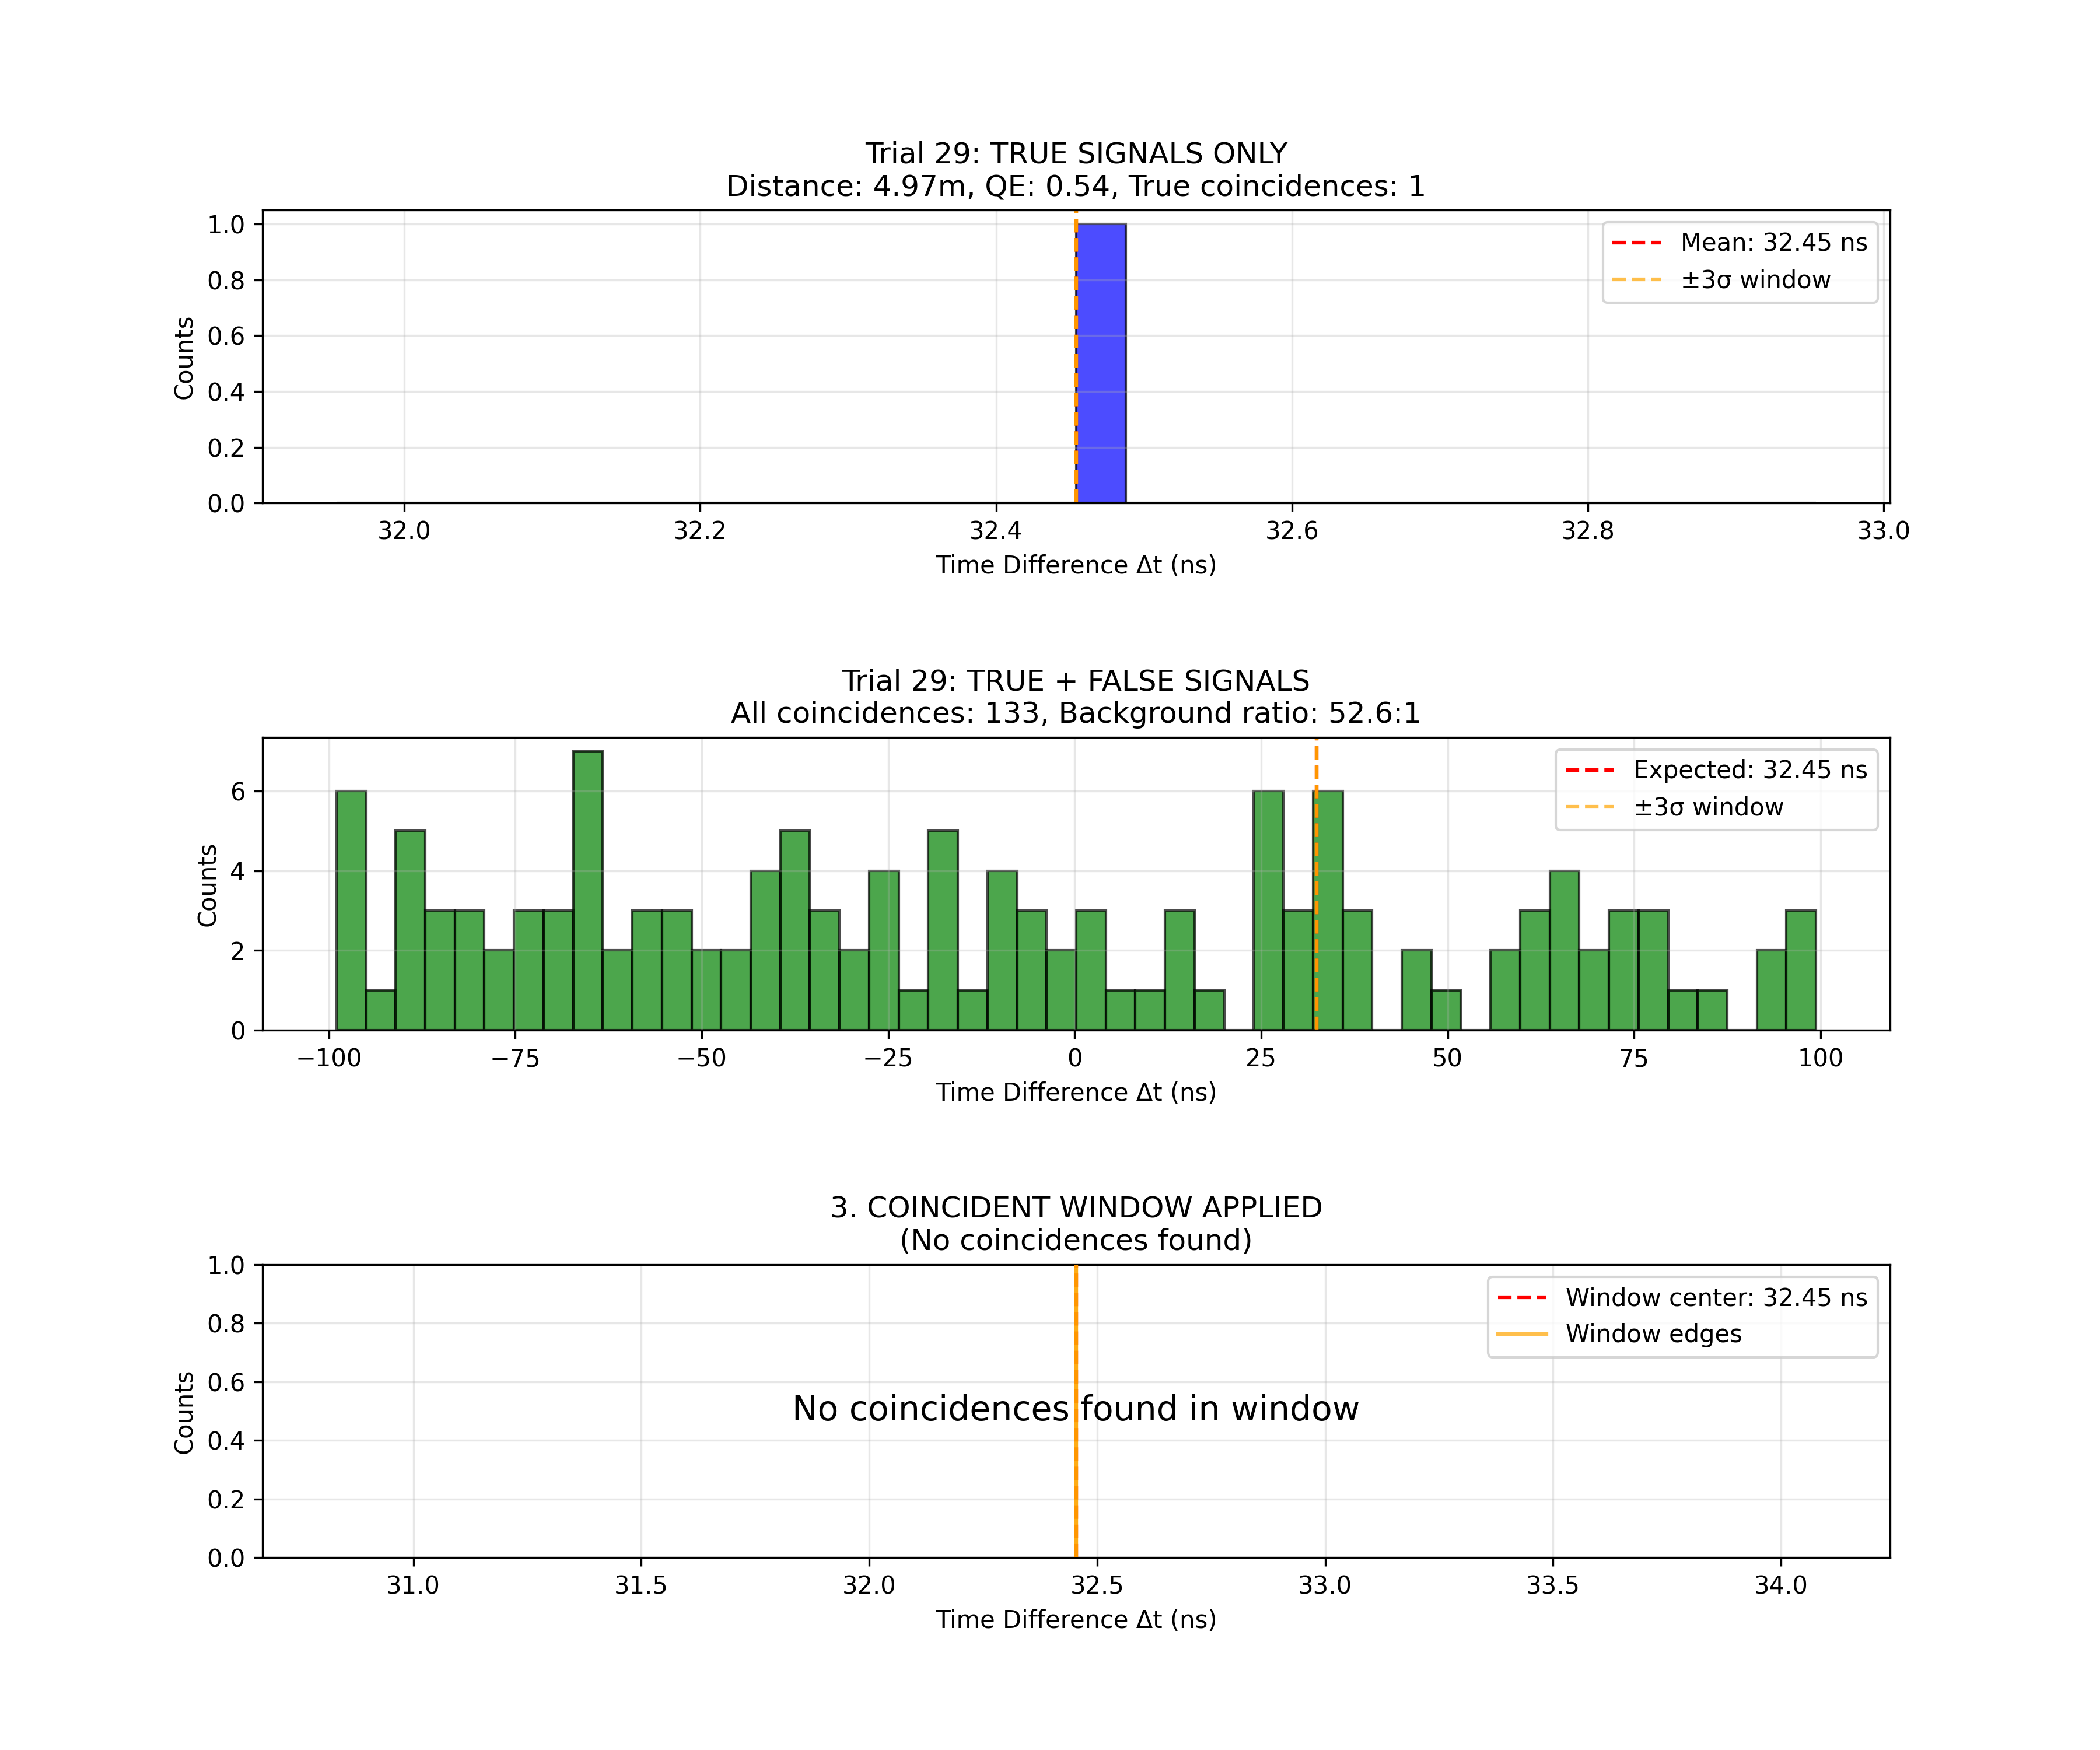 Trial 29: TRUE SIGNALS ONLY
Distance: 4.97m, QE: 0.54, True coincidences: 1
1.0
0.8
0.6
0.4
0.2
0.0
Counts
Mean: 32.45 ns
±3σ window
32.0 32.2 32.4 32.6 32.8 33.0
Time Difference Δt (ns)
Trial 29: TRUE + FALSE SIGNALS
All coincidences: 133, Background ratio: 52.6:1
6
4
2
0
Counts
Expected: 32.45 ns
±3σ window
−100 −75 −50 −25 0 25 50 75 100
Time Difference Δt (ns)
3. COINCIDENT WINDOW APPLIED
(No coincidences found)
1.0
0.8
0.6
0.4
0.2
0.0
Counts
Window center: 32.45 ns
Window edges
No coincidences found in window
31.0 31.5 32.0 32.5 33.0 33.5 34.0
Time Difference Δt (ns)